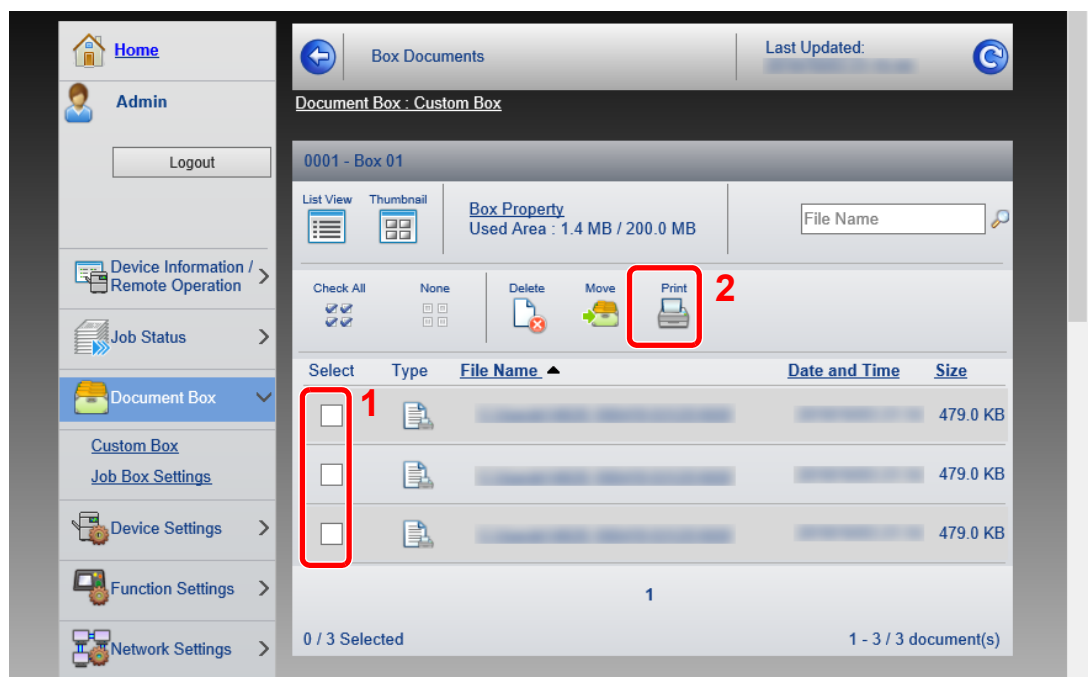 Home
Admin
Logout
Device Information /
Remote Operation
Job Status
Document Box
Custom Box
Job Box Settings
Device Settings
Function Settings
Network Settings
Box Documents
Last Updated:
Document Box : Custom Box
0001 - Box 01
List View Thumbnail
Box Property
Used Area : 1.4 MB / 200.0 MB
File Name
Check All None Delete Move Print 2
Select Type File Name Date and Time Size
1
479.0 KB
479.0 KB
479.0 KB
1
0 / 3 Selected 1 - 3 / 3 document(s)